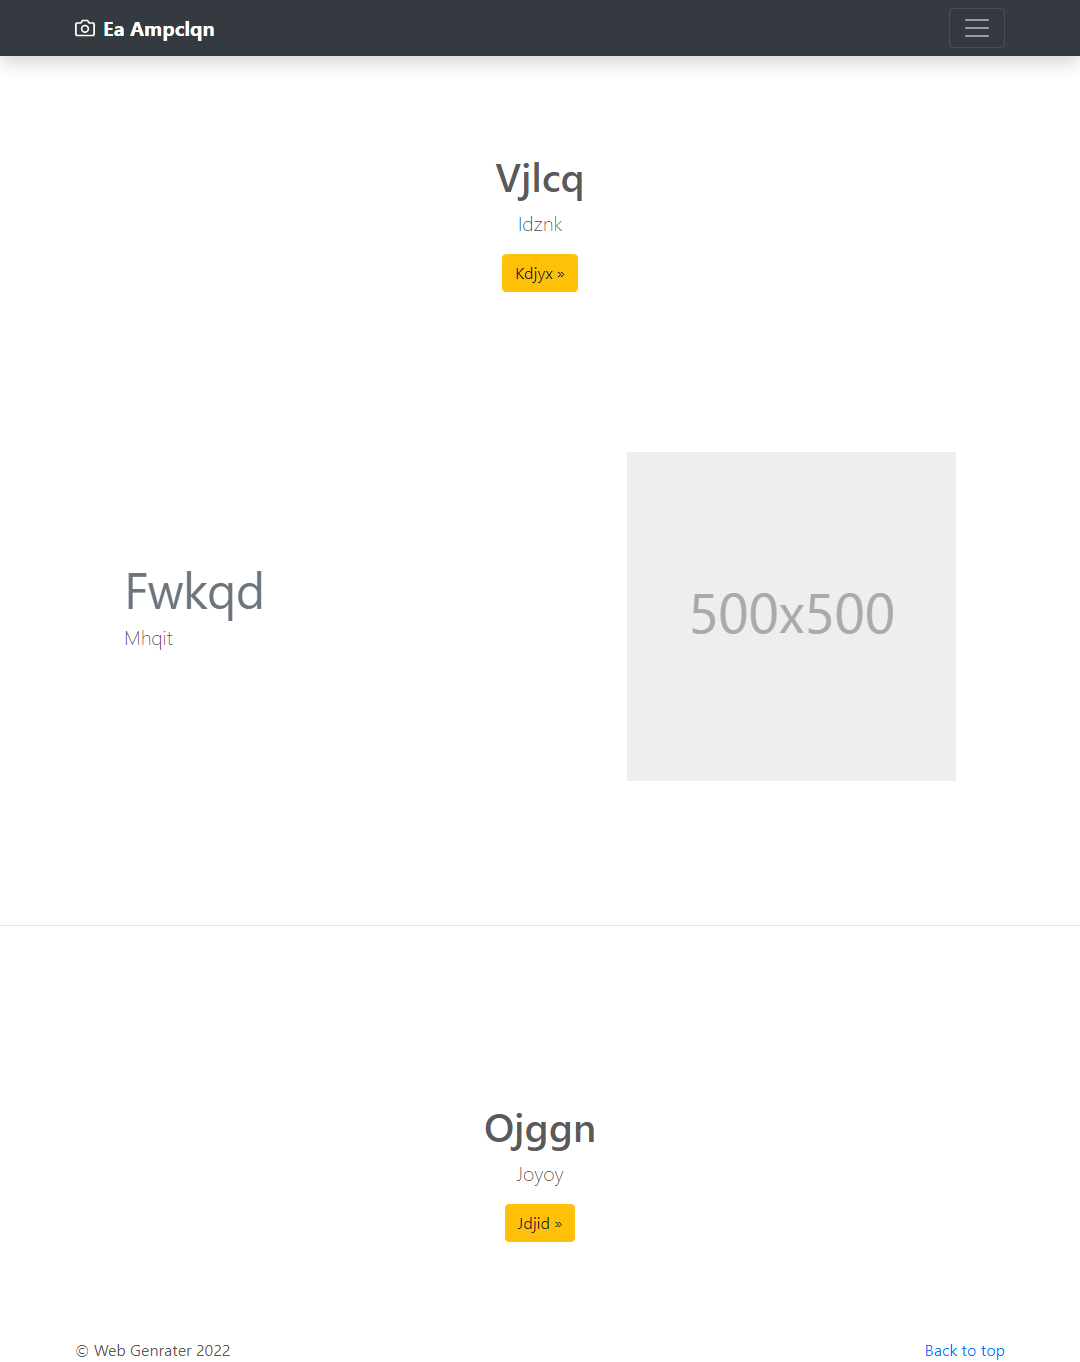 Ea Ampclqn
Vjlcq
Idznk
Kdjyx »
Fwkqd
Mhqit
500x500
Ojggn
Joyoy
Jdjid »
© Web Genrater 2022
Back to top